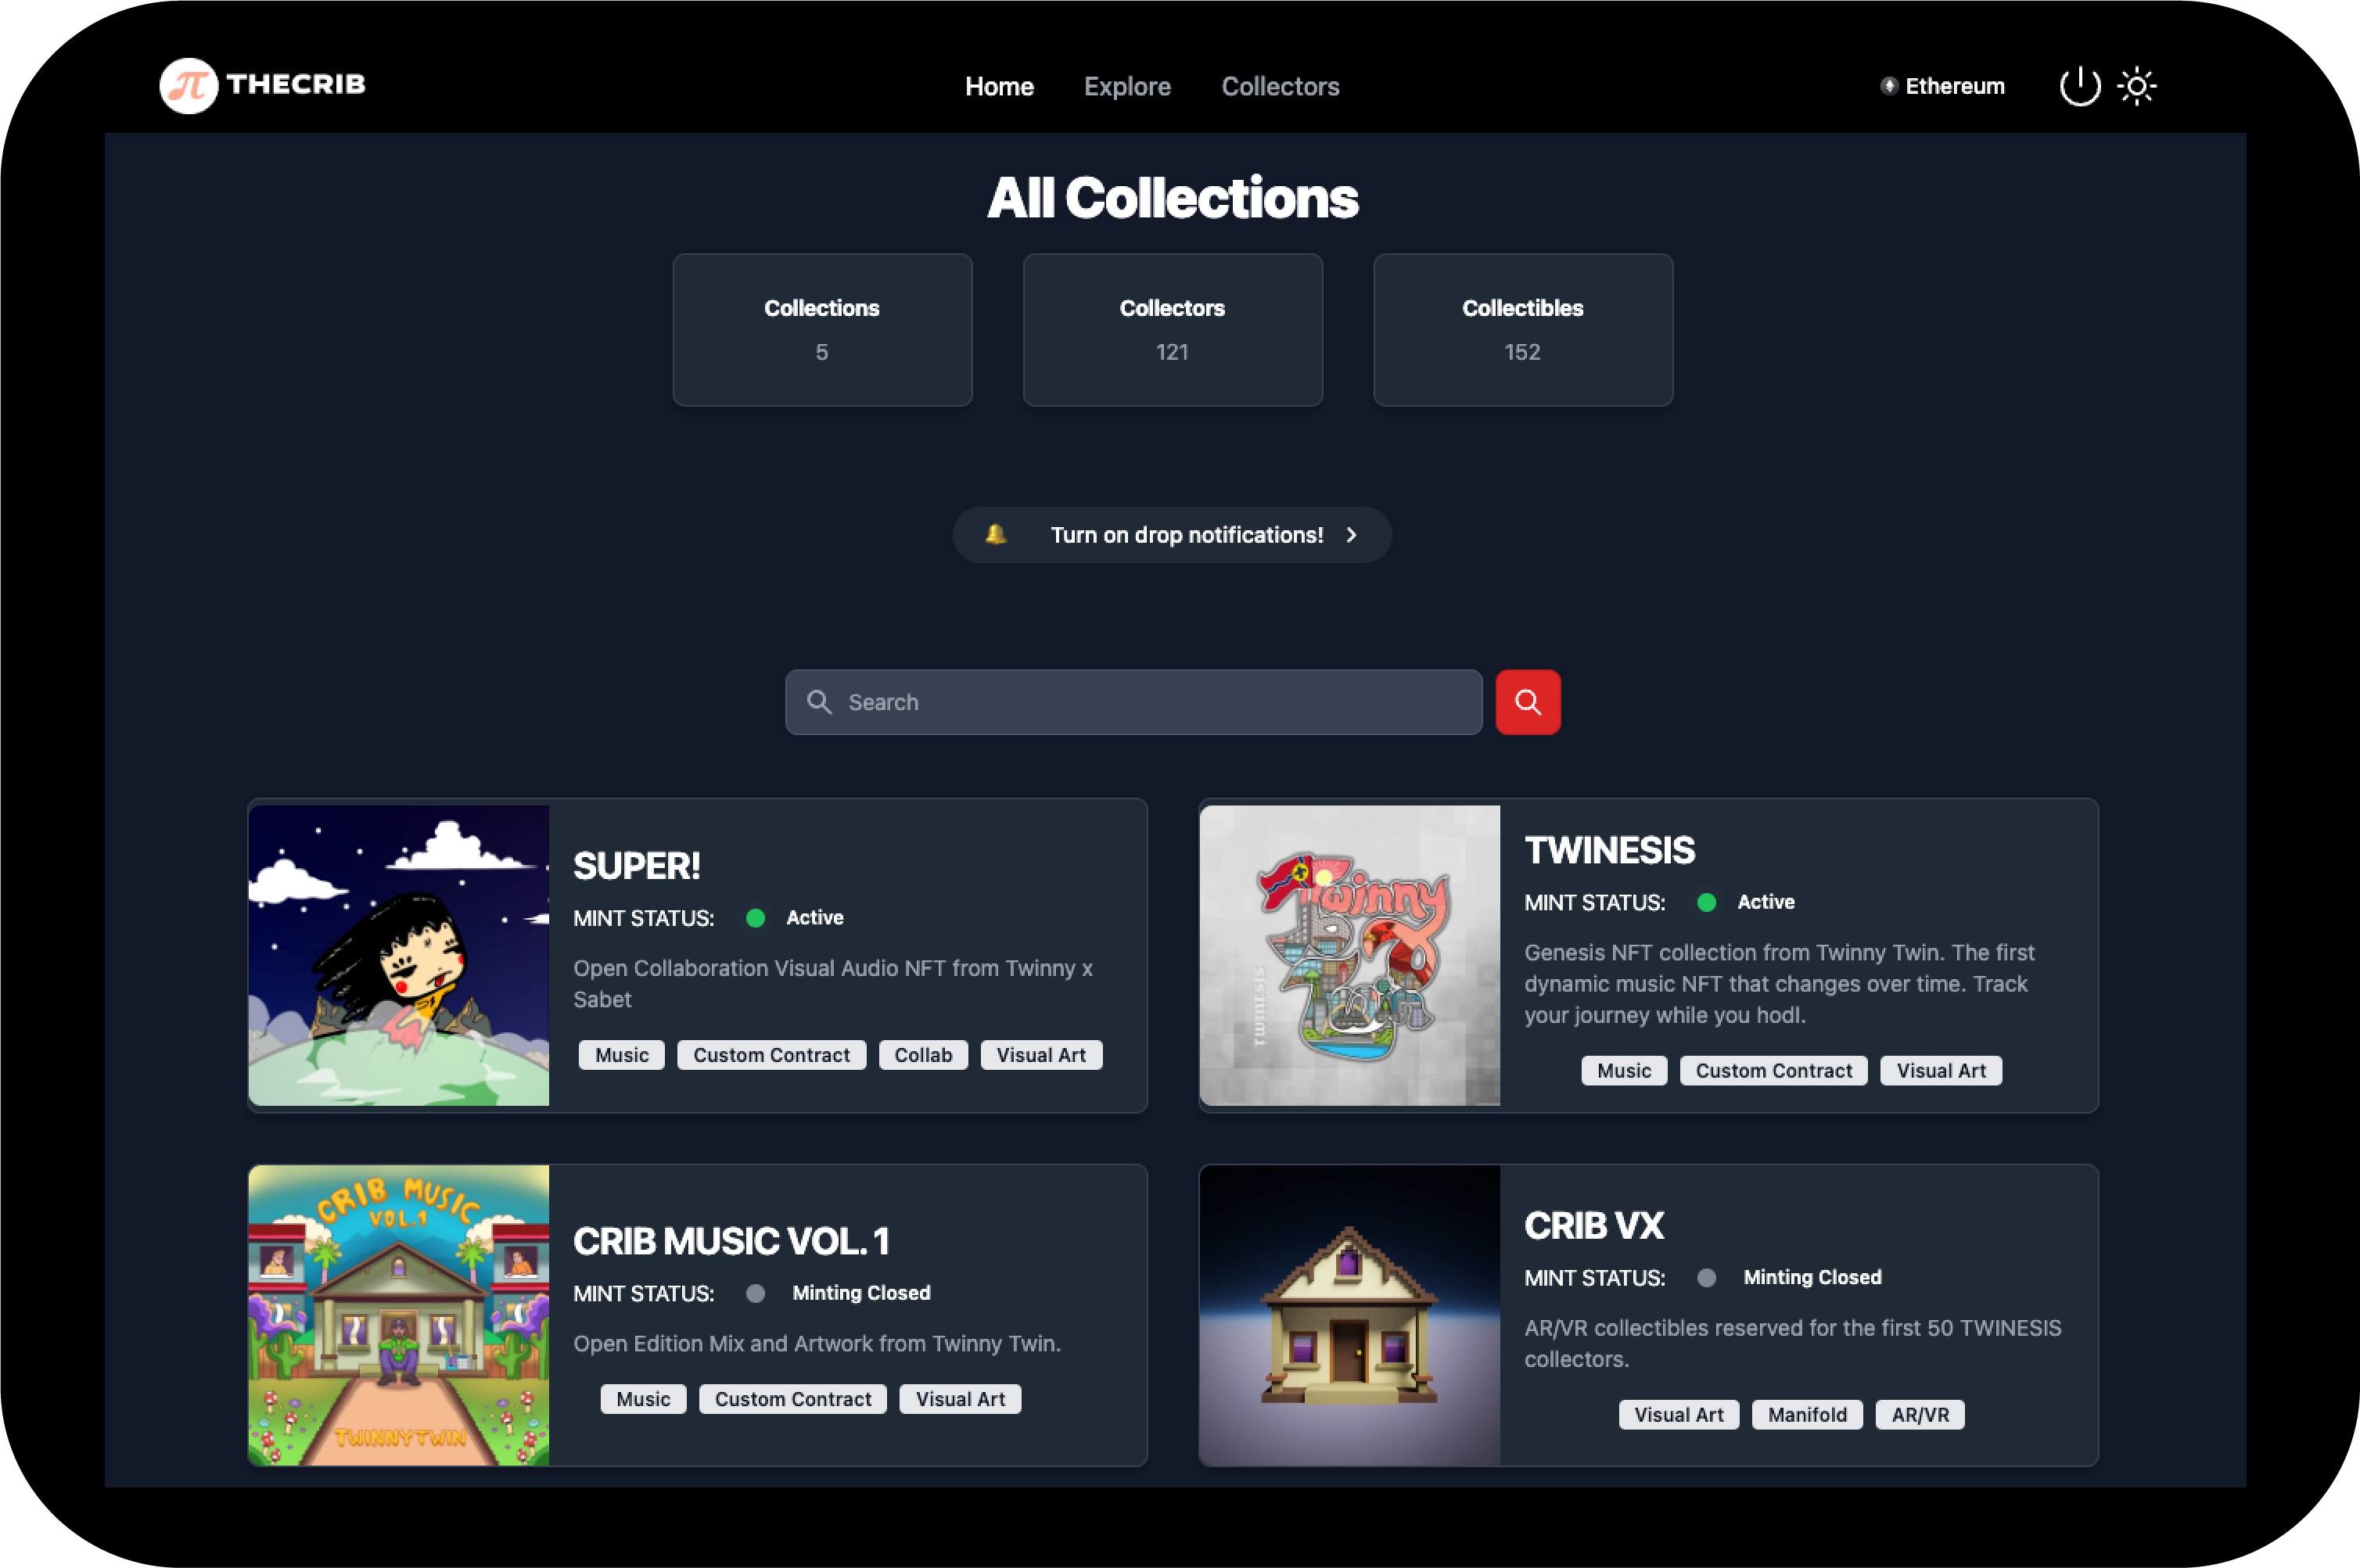 THECRIB
Home
Explore
Collectors
Ethereum
All Collections
Collections
5
Collectors
121
Collectibles
152
Turn on drop notifications!
Search
SUPER!
MINT STATUS: Active
Open Collaboration Visual Audio NFT from Twinny x
Sabet
Music
Custom Contract
Collab
Visual Art
Twinny
Twin
TWINESIS
TWINESIS
MINT STATUS: Active
Genesis NFT collection from Twinny Twin. The first
dynamic music NFT that changes over time. Track
your journey while you hodl.
Music
Custom Contract
Visual Art
CRIB MUSIC
VOL.1
TWINNY TWIN
CRIB MUSIC VOL. 1
MINT STATUS: Minting Closed
Open Edition Mix and Artwork from Twinny Twin.
Music
Custom Contract
Visual Art
CRIB VX
MINT STATUS: Minting Closed
AR/VR collectibles reserved for the first 50 TWINESIS
collectors.
Visual Art
Manifold
AR/VR